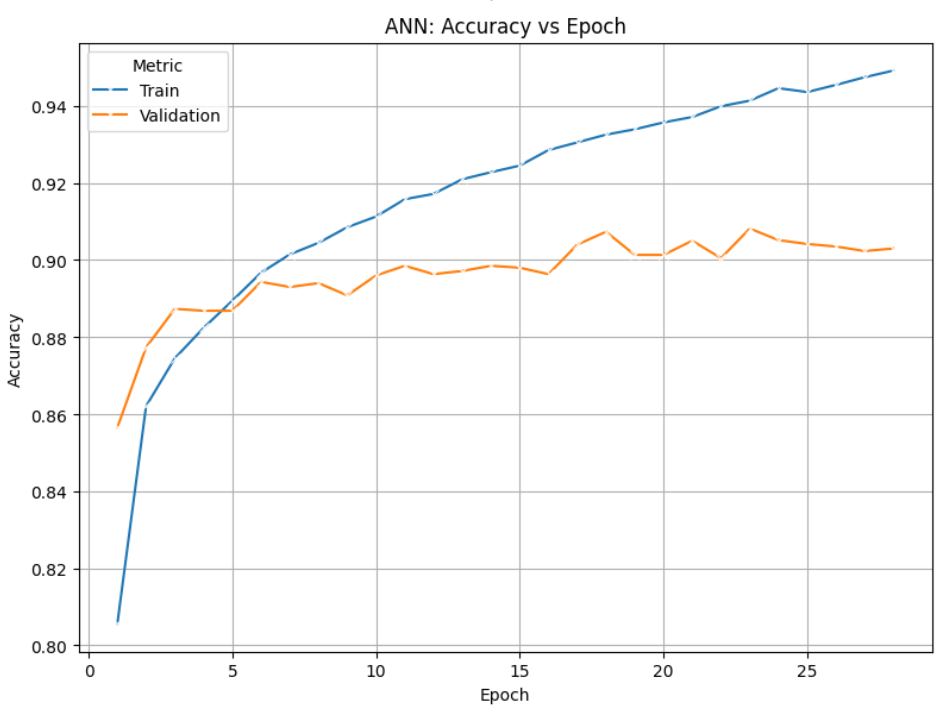 ANN: Accuracy vs Epoch
Metric
Train
Validation
Accuracy
0.94
0.92
0.90
0.88
0.86
0.84
0.82
0.80
0 5 10 15 20 25
Epoch